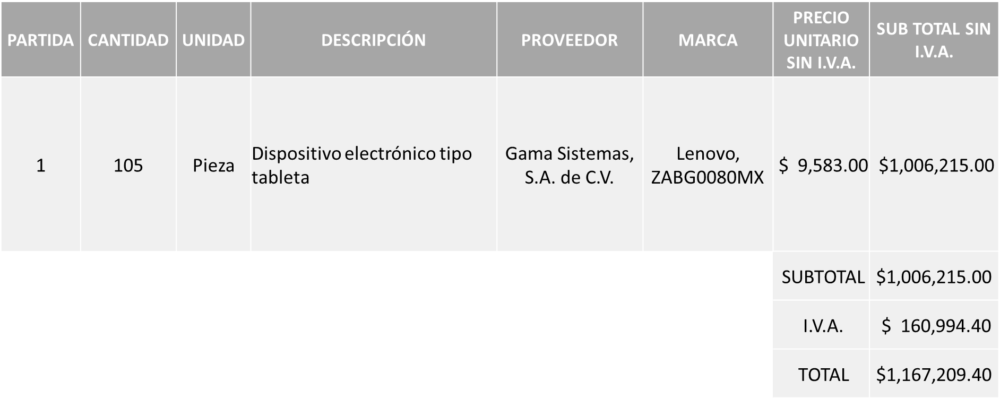 PARTIDA
CANTIDAD
UNIDAD
DESCRIPCIÓN
PROVEEDOR
MARCA
PRECIO
UNITARIO
SIN I.V.A.
SUB TOTAL SIN
I.V.A.
1
105
Pieza
Dispositivo electrónico tipo
tableta
Gama Sistemas,
S.A. de C.V.
Lenovo,
ZABG0080MX
$ 9,583.00
$1,006,215.00
SUBTOTAL
$1,006,215.00
I.V.A.
$ 160,994.40
TOTAL
$1,167,209.40